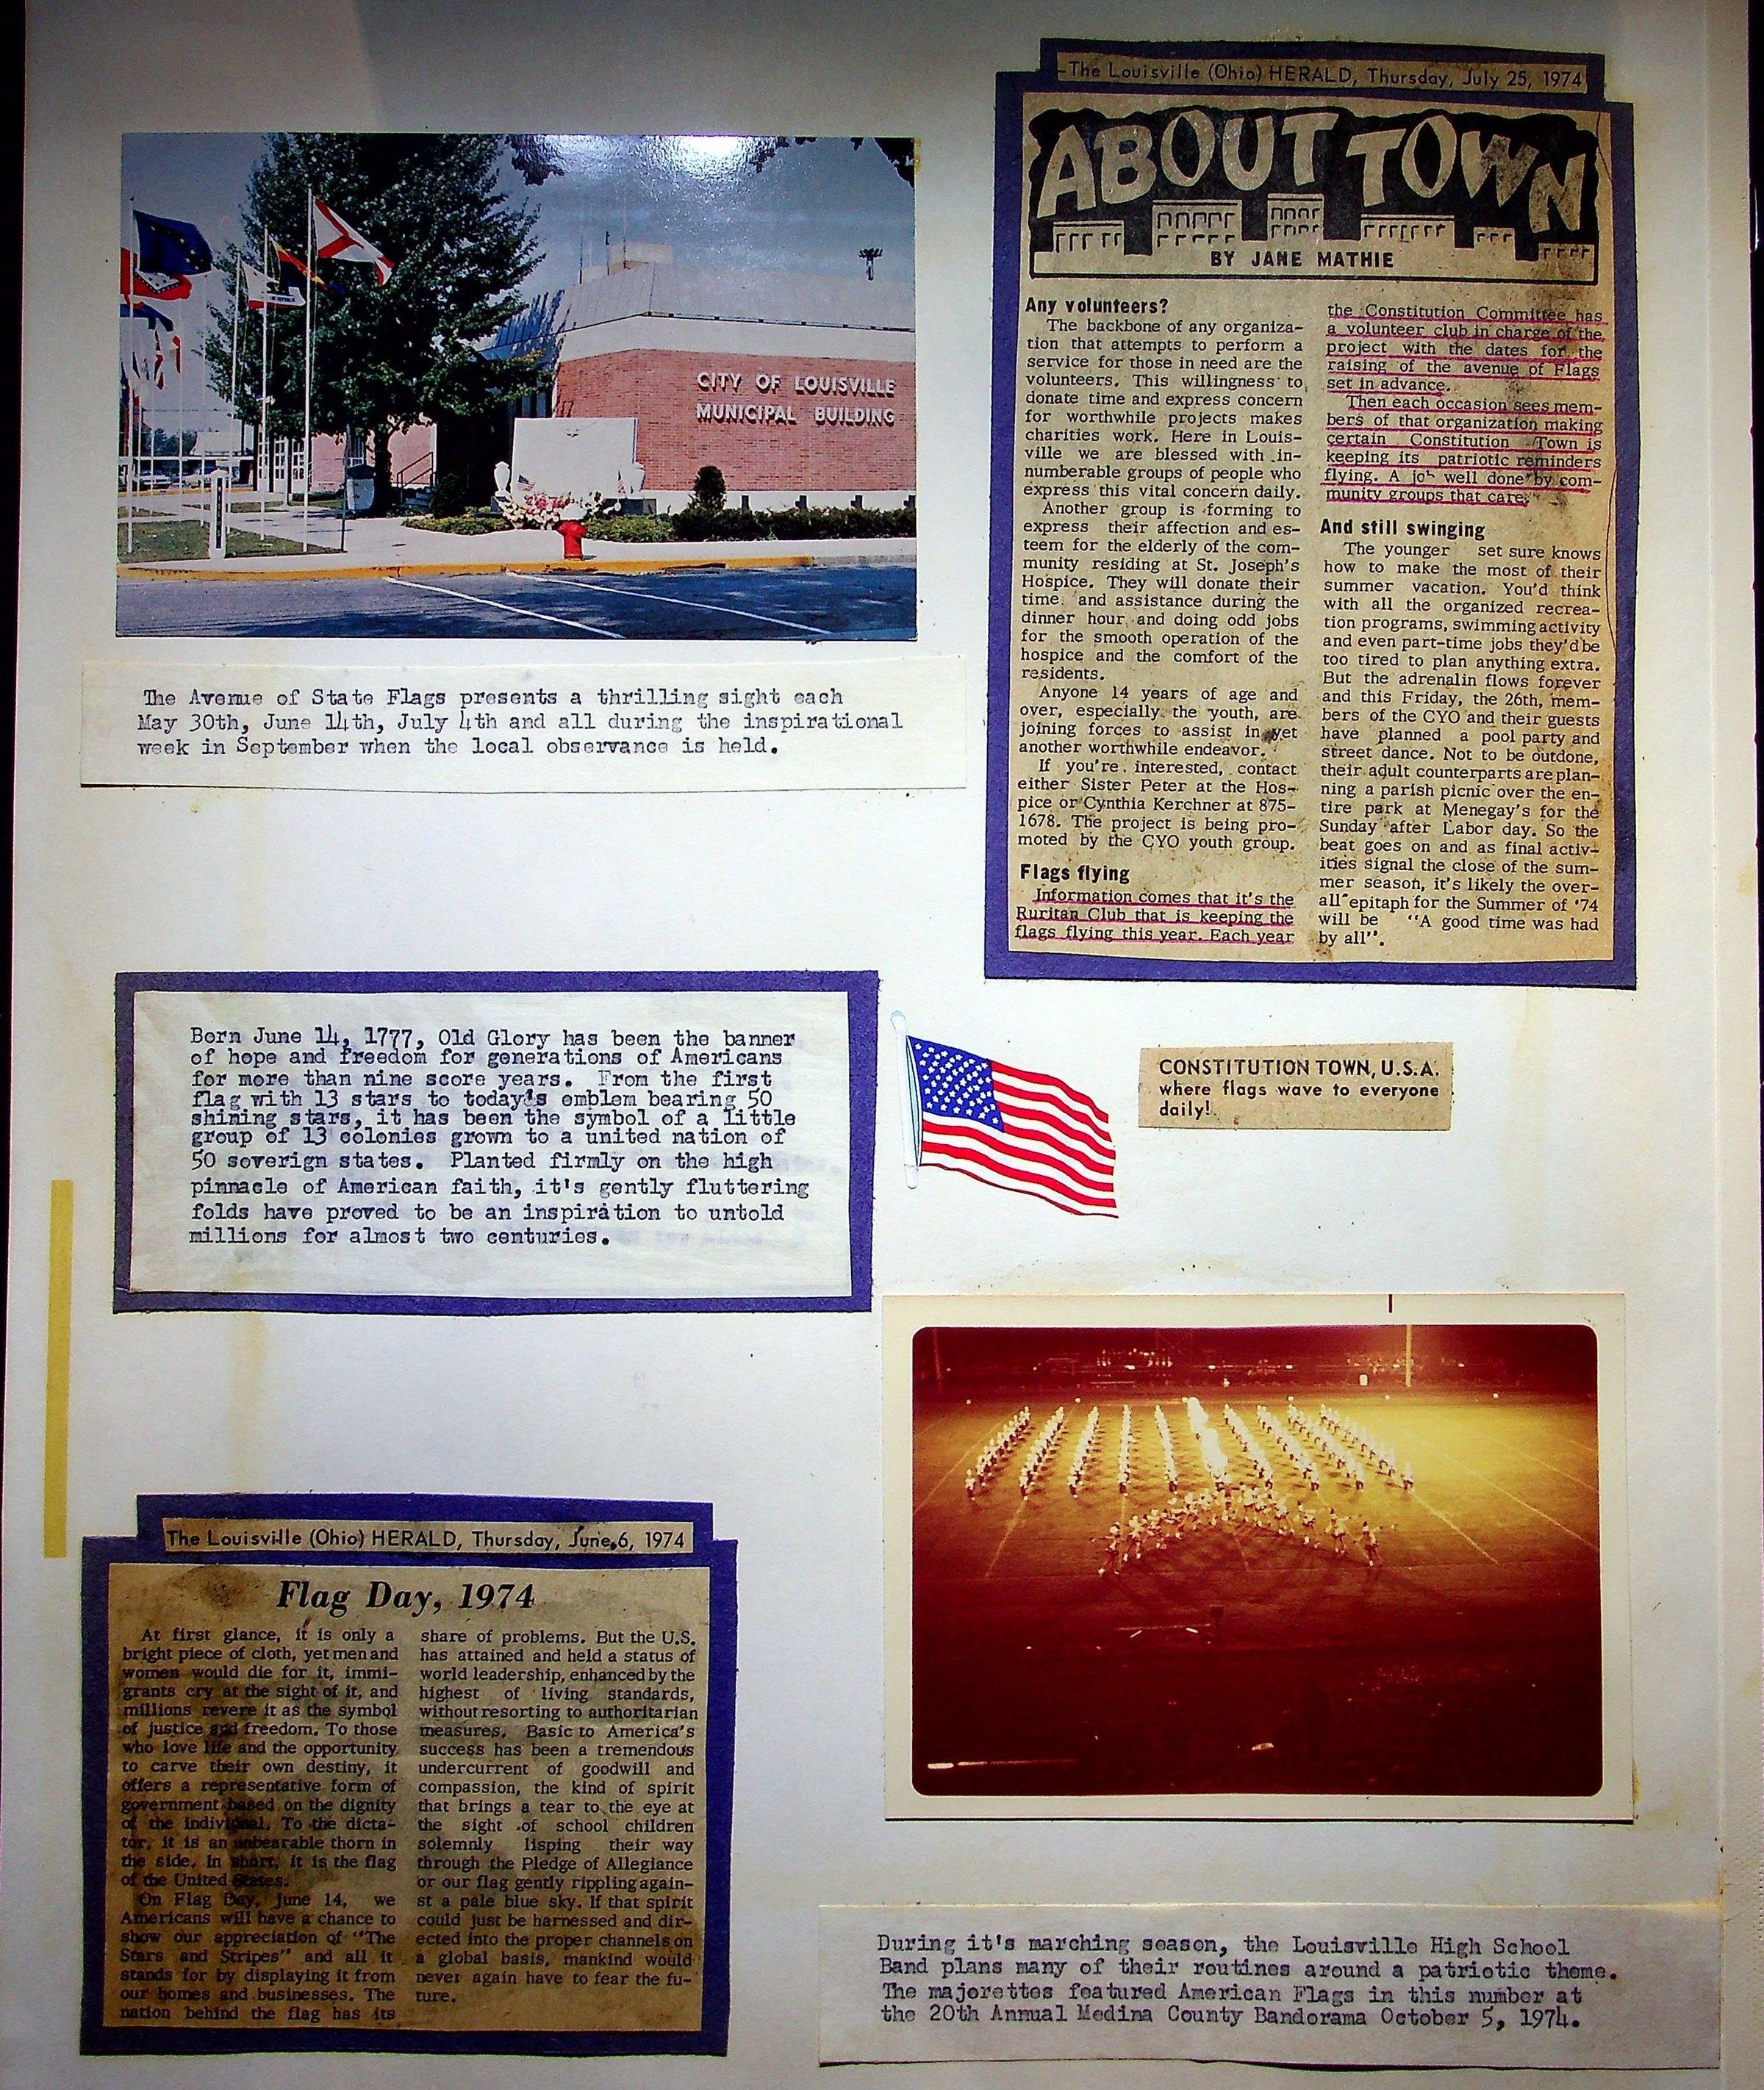 CITY OF LOUISVILLE
MUNICIPAL BUILDING
The Avenue of State Flags presents a thrilling sight each
May 30th, June 14th, July 4th and all during the inspirational
week in September when the local observance is held.
-The Louisville (Ohio) HERALD, Thursday, July 25, 1974
ABOUT TOWN
BY JANE MATHIE
Any volunteers?
The backbone of any organiza-
tion that attempts to perform a
service for those in need are the
volunteers. This willingness to
donate time and express concern
for worthwhile projects makes
charities work. Here in Louis-
ville we are blessed with in-
numberable groups of people who
express this vital concern daily.
Another group is forming to
express their affection and es-
teem for the elderly of the com-
munity residing at St. Joseph's
Hospice. They will donate their
time and assistance during the
dinner hour and doing odd jobs
for the smooth operation of the
hospice and the comfort of the
residents.
Anyone 14 years of age and
over, especially the youth, are
joining forces to assist in yet
another worthwhile endeavor.
If you're interested, contact
either Sister Peter at the Hos-
pice or Cynthia Kerchner at 875-
1678. The project is being pro-
moted by the CYO youth group.
Flags flying
Information comes that it's the
Ruritan Club that is keeping the
flags flying this year. Each year
the Constitution Committee has
a volunteer club in charge of the
project with the dates for the
raising of the avenue of Flags
set in advance.
Then each occasion sees mem-
bers of that organization making
certain Constitution Town is
keeping its patriotic reminders
flying. A job well done by com-
munity groups that care.
And still swinging
The younger set sure knows
how to make the most of their
summer vacation. You'd think
with all the organized recrea-
tion programs, swimming activity
and even part-time jobs they'd be
too tired to plan anything extra.
But the adrenalin flows forever
and this Friday, the 26th, mem-
bers of the CYO and their guests
have planned a pool party and
street dance. Not to be outdone,
their adult counterparts are plan-
ning a parish picnic over the en-
tire park at Menegay's for the
Sunday after Labor day. So the
beat goes on and as final activ-
ities signal the close of the sum-
mer season, it's likely the over-
all epitaph for the Summer of '74
will be "A good time was had
by all".
Born June 14, 1777, Old Glory has been the banner
of hope and freedom for generations of Americans
for more than nine score years. From the first
flag with 13 stars to today's emblem bearing 50
shining stars, it has been the symbol of a little
group of 13 colonies grown to a united nation of
50 soverign states. Planted firmly on the high
pinnacle of American faith, it's gently fluttering
folds have proved to be an inspiration to untold
millions for almost two centuries.
CONSTITUTION TOWN, U.S.A.
where flags wave to everyone
daily!
The Louisville (Ohio) HERALD, Thursday, June 6, 1974
Flag Day, 1974
At first glance, it is only a
bright piece of cloth, yet men and
women would die for it, immi-
grants cry at the sight of it, and
millions revere it as the symbol
of justice and freedom. To those
who love life and the opportunity
to carve their own destiny, it
offers a representative form of
government based on the dignity
of the individual. To the dicta-
tor, it is an unbearable thorn in
the side. In short, it is the flag
of the United States.
On Flag Day, June 14, we
Americans will have a chance to
show our appreciation of "The
Stars and Stripes" and all it
stands for by displaying it from
our homes and businesses. The
nation behind the flag has its
share of problems. But the U.S.
has attained and held a status of
world leadership, enhanced by the
highest of living standards,
without resorting to authoritarian
measures. Basic to America's
success has been a tremendous
undercurrent of goodwill and
compassion, the kind of spirit
that brings a tear to the eye at
the sight of school children
solemnly lisping their way
through the Pledge of Allegiance
or our flag gently rippling again-
st a pale blue sky. If that spirit
could just be harnessed and dir-
ected into the proper channels on
a global basis, mankind would
never again have to fear the fu-
ture.
During it's marching season, the Louisville High School
Band plans many of their routines around a patriotic theme.
The majorettes featured American Flags in this number at
the 20th Annual Medina County Bandorama October 5, 1974.